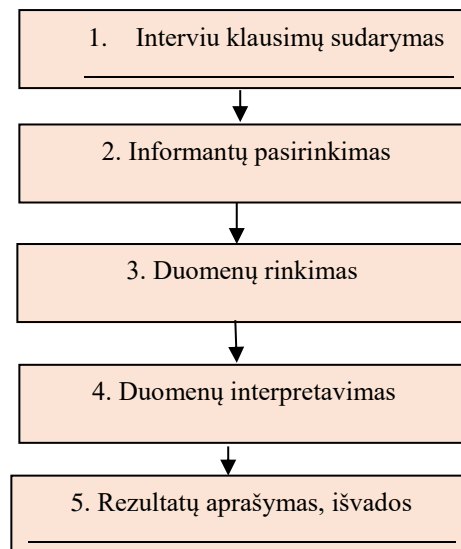 1. Interviu klausimų sudarymas
2. Informantų pasirinkimas
3. Duomenų rinkimas
4. Duomenų interpretavimas
5. Rezultatų aprašymas, išvados